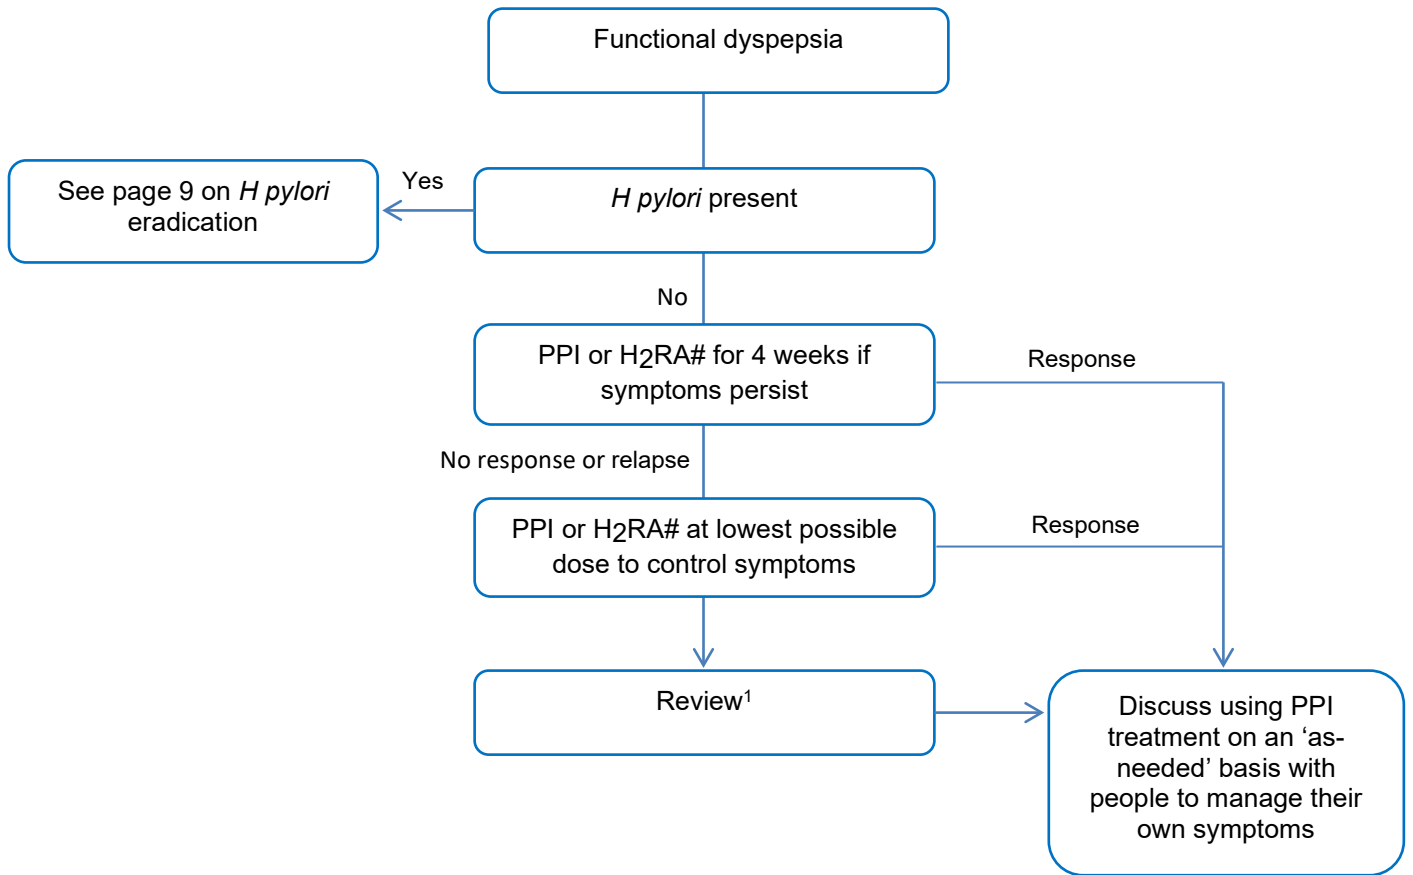 Functional dyspepsia
See page 9 on H pylori
eradication
Yes
H pylori present
No
PPI or H2RA# for 4 weeks if
symptoms persist
Response
No response or relapse
PPI or H2RA# at lowest possible
dose to control symptoms
Response
Review¹
Discuss using PPI
treatment on an ‘as-
needed’ basis with
people to manage their
own symptoms